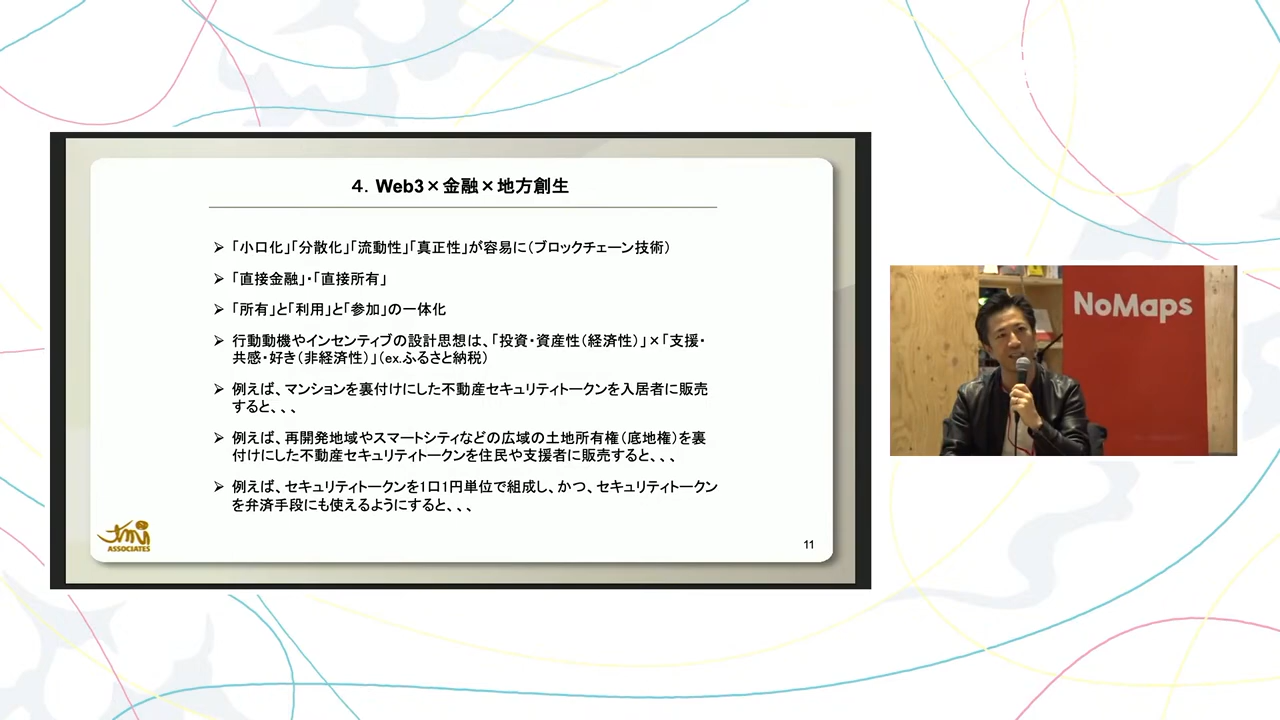 ４．Web3×金融×地方創生
➢ 「小口化」「分散化」「流動性」「真正性」が容易に（ブロックチェーン技術）
➢ 「直接金融」・「直接所有」
➢ 「所有」と「利用」と「参加」の一体化
➢ 行動動機やインセンティブの設計思想は、「投資・資産性（経済性）」×「支援・
共感・好き（非経済性）」（ex.ふるさと納税）
➢ 例えば、マンションを裏付けにした不動産セキュリティトークンを入居者に販売
すると、、、
➢ 例えば、再開発地域やスマートシティなどの広域の土地所有権（底地権）を裏
付けにした不動産セキュリティトークンを住民や支援者に販売すると、、、
➢ 例えば、セキュリティトークンを1口1円単位で組成し、かつ、セキュリティトークン
を弁済手段にも使えるようにすると、、、
tmi
ASSOCIATES
11
NoMaps